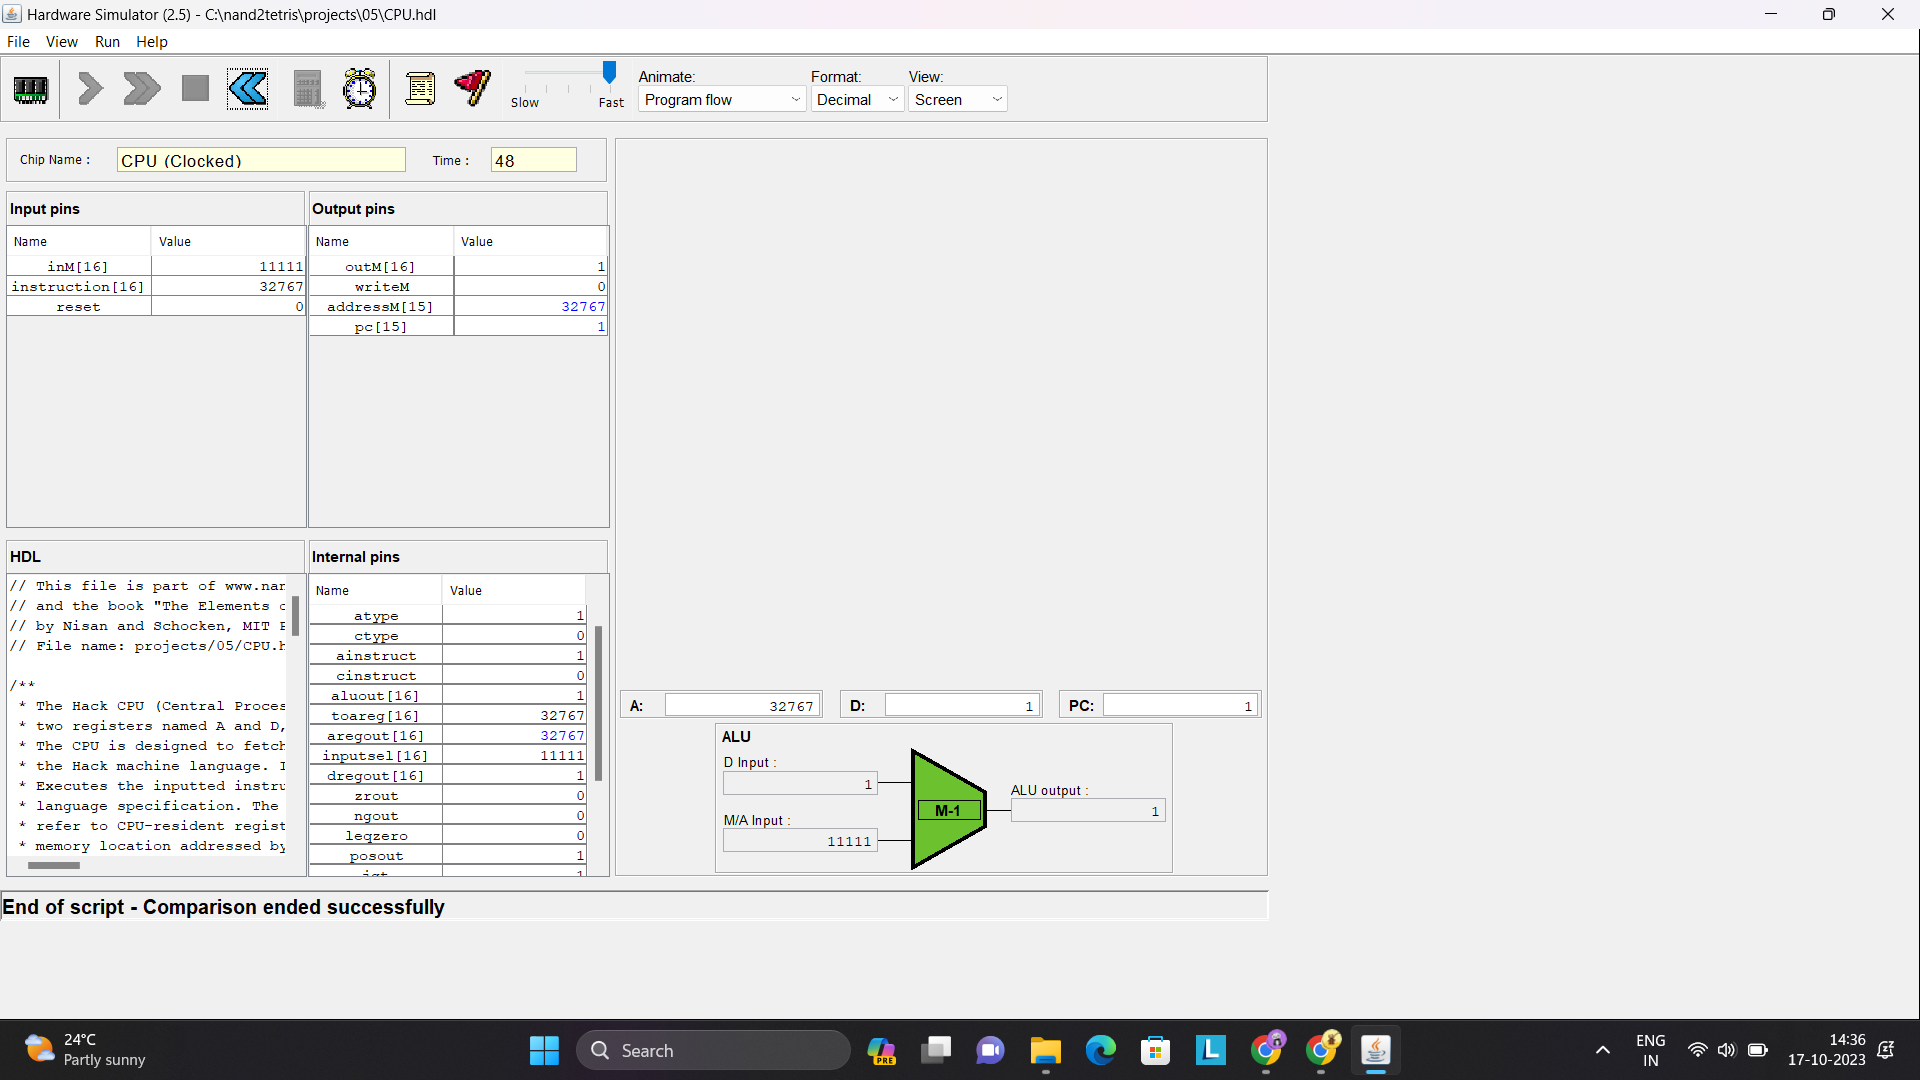 Hardware Simulator (2.5) - C:\nand2tetris\projects\05\CPU.hdl
File View Run Help
Slow Fast
Animate: Format: View:
Program flow Decimal Screen
Chip Name : CPU (Clocked) Time : 48
Input pins
Name Value
inM[16] 11111
instruction[16] 32767
reset 0
Output pins
Name Value
outM[16] 1
writeM 0
addressM[15] 32767
pc[15] 1
HDL
// This file is part of www.nan
// and the book "The Elements o
// by Nisan and Schocken, MIT P
// File name: projects/05/CPU.h
/**
* The Hack CPU (Central Proces
* two registers named A and D,
* The CPU is designed to fetch
* the Hack machine language. I
* Executes the inputted instru
* language specification. The
* refer to CPU-resident regist
* memory location addressed by
Internal pins
Name Value
atype 1
ctype 0
ainstruct 1
cinstruct 0
aluout[16] 1
toareg[16] 32767
aregout[16] 32767
inputsel[16] 11111
dregout[16] 1
zrout 0
ngout 0
leqzero 0
posout 1
A: 32767 D: 1 PC: 1
ALU
D Input :
1
M/A Input :
11111
M-1
ALU output :
1
End of script - Comparison ended successfully
24°C
Partly sunny
Search
PRE
L
ENG
IN
14:36
17-10-2023